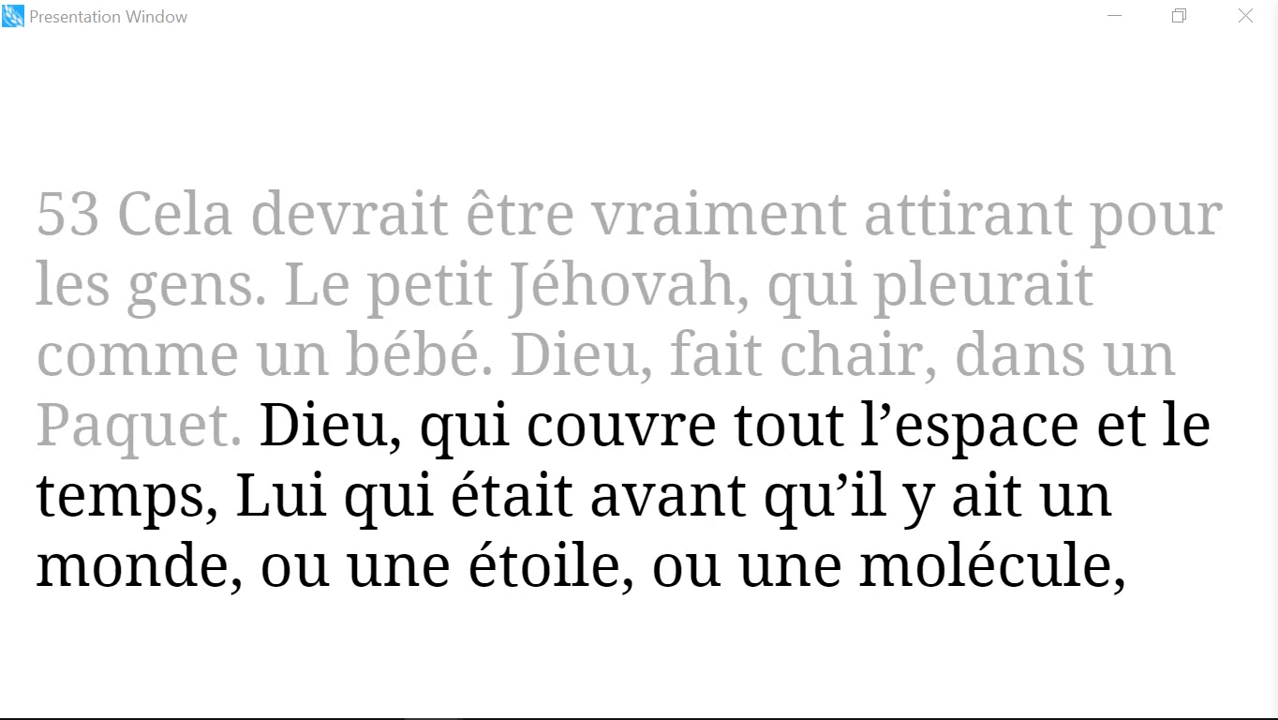 Presentation Window
53 Cela devrait être vraiment attirant pour
les gens. Le petit Jéhovah, qui pleurait
comme un bébé. Dieu, fait chair, dans un
Paquet. Dieu, qui couvre tout l’espace et le
temps, Lui qui était avant qu’il y ait un
monde, ou une étoile, ou une molécule,